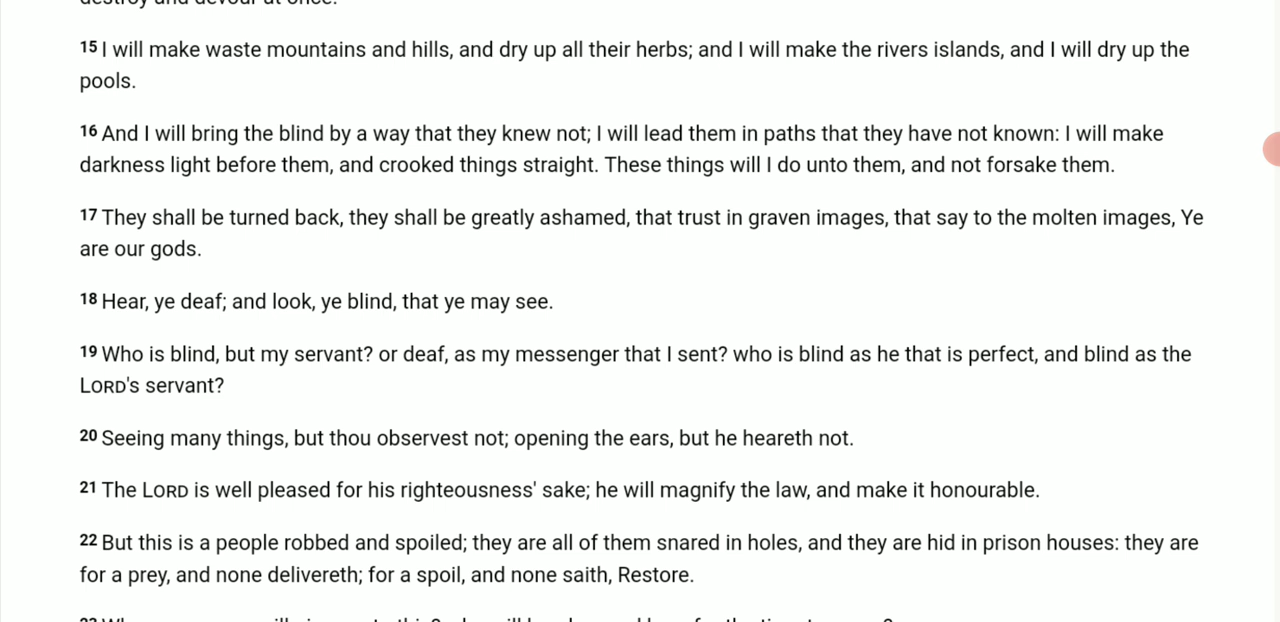 destroy and devour at once.
15 I will make waste mountains and hills, and dry up all their herbs; and I will make the rivers islands, and I will dry up the
pools.
16 And I will bring the blind by a way that they knew not; I will lead them in paths that they have not known: I will make
darkness light before them, and crooked things straight. These things will I do unto them, and not forsake them.
17 They shall be turned back, they shall be greatly ashamed, that trust in graven images, that say to the molten images, Ye
are our gods.
18 Hear, ye deaf; and look, ye blind, that ye may see.
19 Who is blind, but my servant? or deaf, as my messenger that I sent? who is blind as he that is perfect, and blind as the
LORD's servant?
20 Seeing many things, but thou observest not; opening the ears, but he heareth not.
21 The LORD is well pleased for his righteousness' sake; he will magnify the law, and make it honourable.
22 But this is a people robbed and spoiled; they are all of them snared in holes, and they are hid in prison houses: they are
for a prey, and none delivereth; for a spoil, and none saith, Restore.